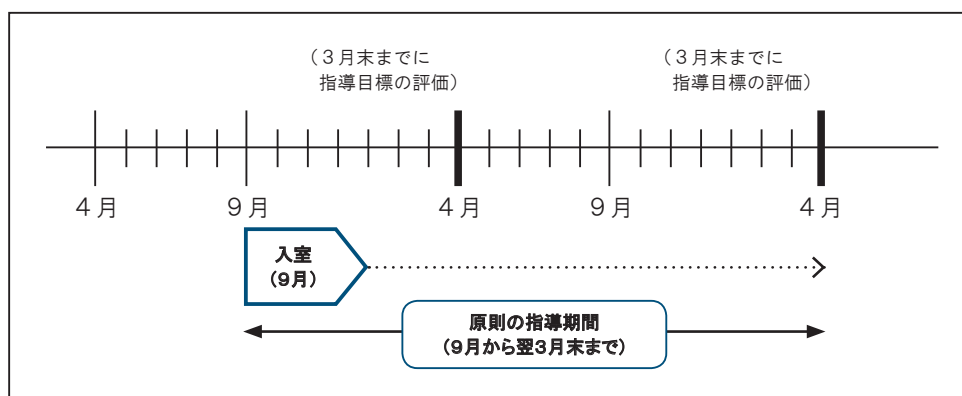 （３月末までに
指導目標の評価）
（３月末までに
指導目標の評価）
４月
９月
４月
９月
４月
入室
（９月）
原則の指導期間
（９月から翌３月末まで）